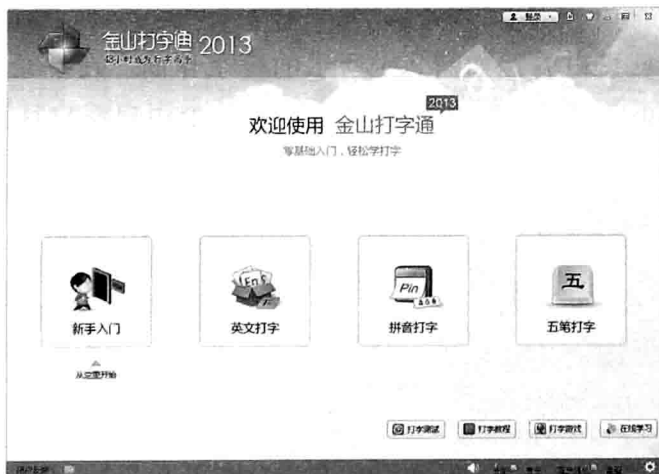 登录
金山打字通 2013
欢迎使用 金山打字通 2013
零基础入门，轻松学打字
En
Pin
五
新手入门
英文打字
拼音打字
五笔打字
从这里开始
打字测试
打字教程
打字游戏
在线学习